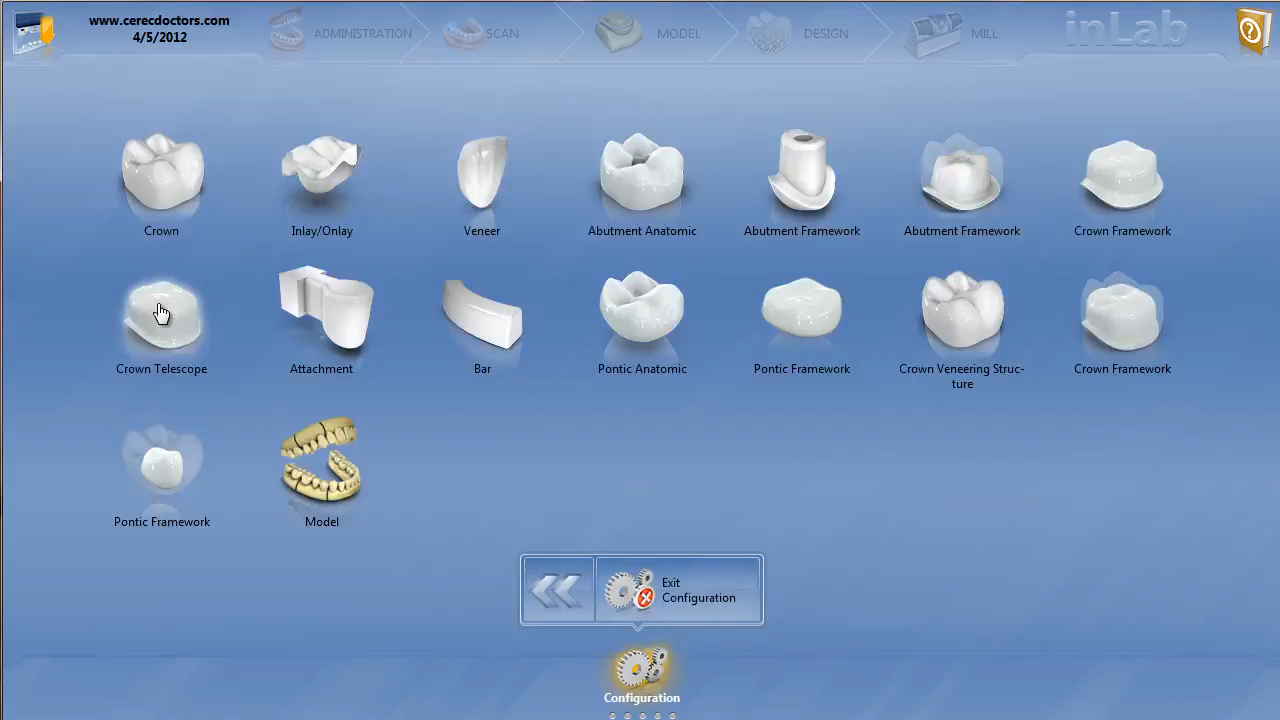 www.cerecdoctors.com
4/5/2012
ADMINISTRATION
SCAN
MODEL
DESIGN
MILL
inLab
Crown
Inlay/Onlay
Veneer
Abutment Anatomic
Abutment Framework
Abutment Framework
Crown Framework
Crown Telescope
Attachment
Bar
Pontic Anatomic
Pontic Framework
Crown Veneering Struc-
ture
Crown Framework
Pontic Framework
Model
Exit
Configuration
Configuration